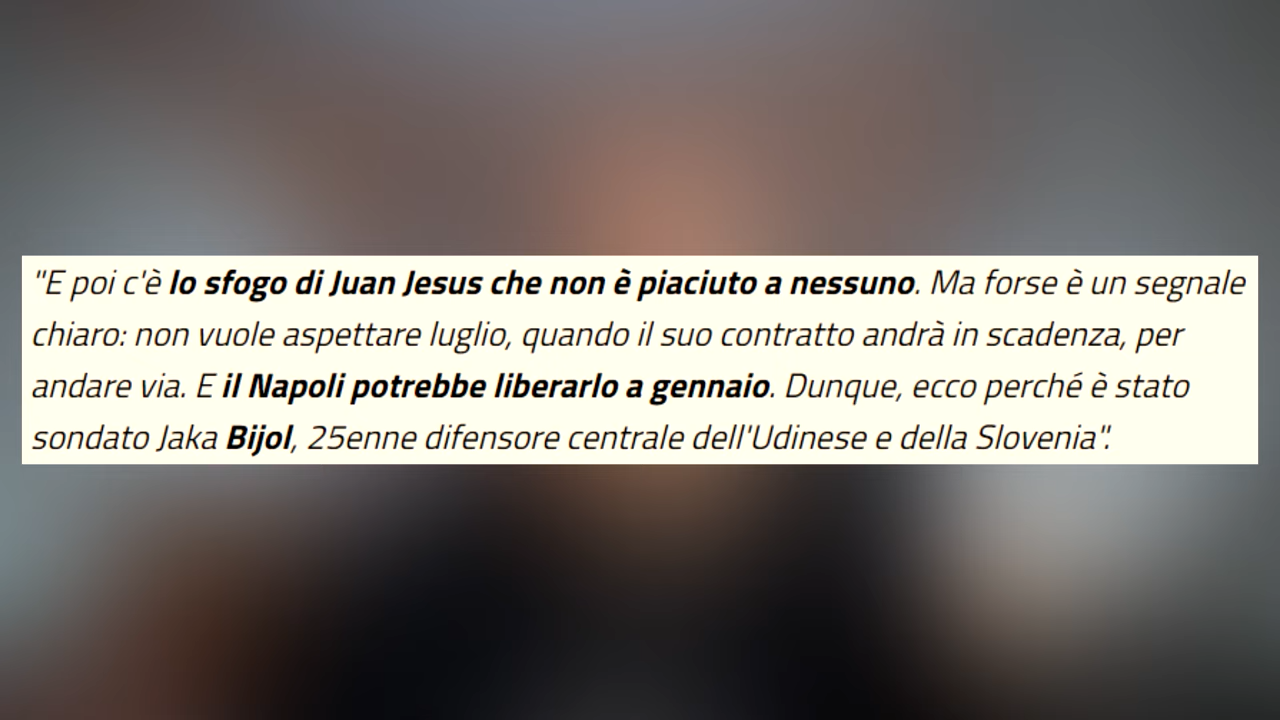 "E poi c'è lo sfogo di Juan Jesus che non è piaciuto a nessuno. Ma forse è un segnale
chiaro: non vuole aspettare luglio, quando il suo contratto andrà in scadenza, per
andare via. E il Napoli potrebbe liberarlo a gennaio. Dunque, ecco perché è stato
sondato Jaka Bijol, 25enne difensore centrale dell'Udinese e della Slovenia".